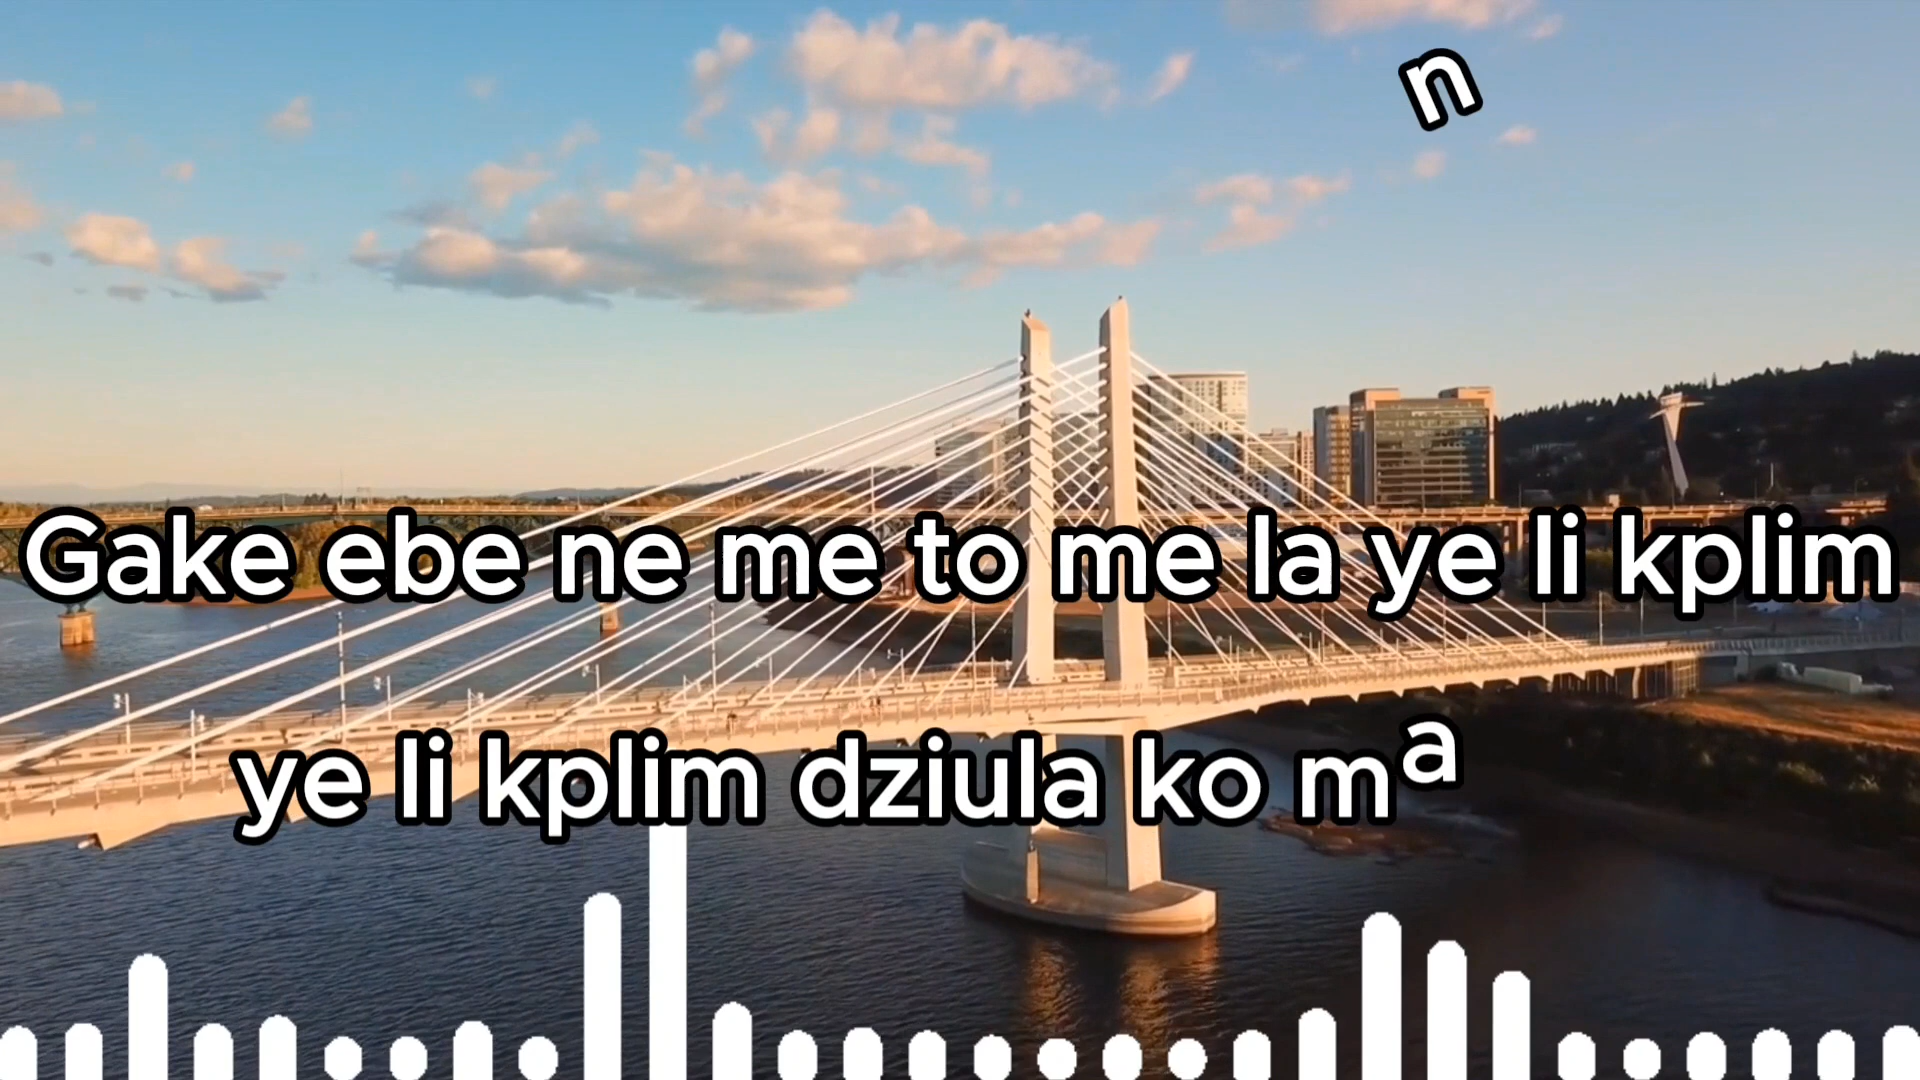 Gake ebe ne me to me la ye li kplim
ye li kplim dziula ko ma
n